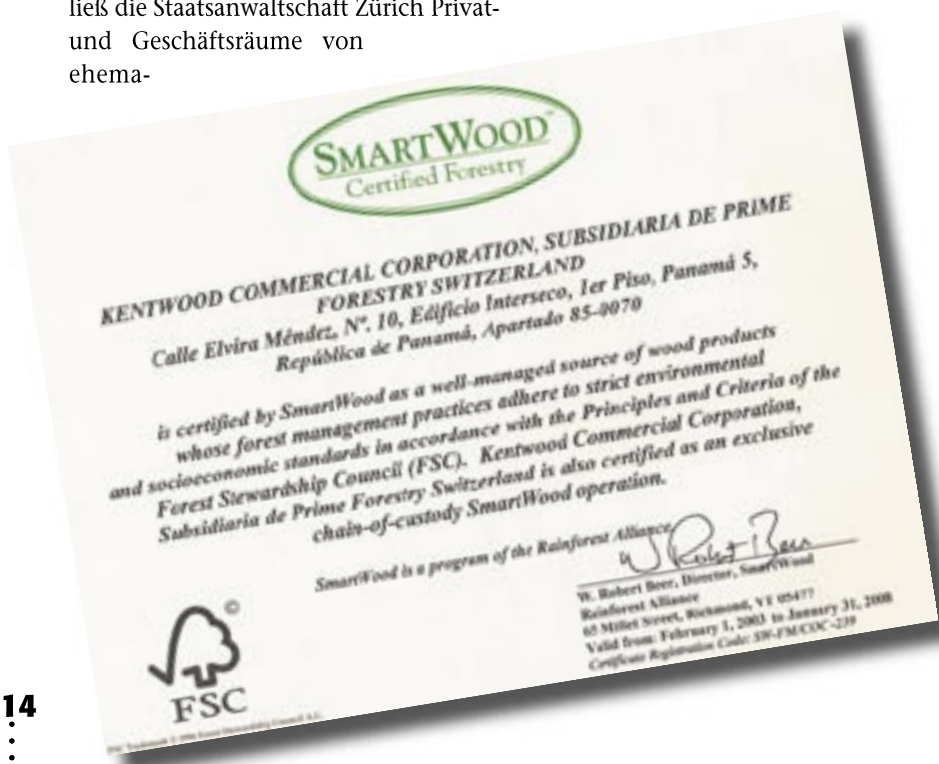 ließ die Staatsanwaltschaft Zürich Privat-
und Geschäftsräume von
ehema-
SMARTWOOD™
Certified Forestry
KENTWOOD COMMERCIAL CORPORATION, SUBSIDIARIA DE PRIME
FORESTRY SWITZERLAND
Calle Elvira Méndez, Nº. 10, Edificio Interseco, 1er Piso, Panamá 5,
República de Panamá, Apartado 85-0070
is certified by SmartWood as a well-managed source of wood products
whose forest management practices adhere to strict environmental
and socioeconomic standards in accordance with the Principles and Criteria of the
Forest Stewardship Council (FSC). Kentwood Commercial Corporation,
Subsidiaria de Prime Forestry Switzerland is also certified as an exclusive
chain-of-custody SmartWood operation.
SmartWood is a program of the Rainforest Alliance
W. Robert Beer, Director, SmartWood
Rainforest Alliance
65 Millet Street, Richmond, VT 05477
Valid from: February 1, 2003 to January 31, 2008
Certificate Registration Code: SW-FM/COC-239
©
FSC
14